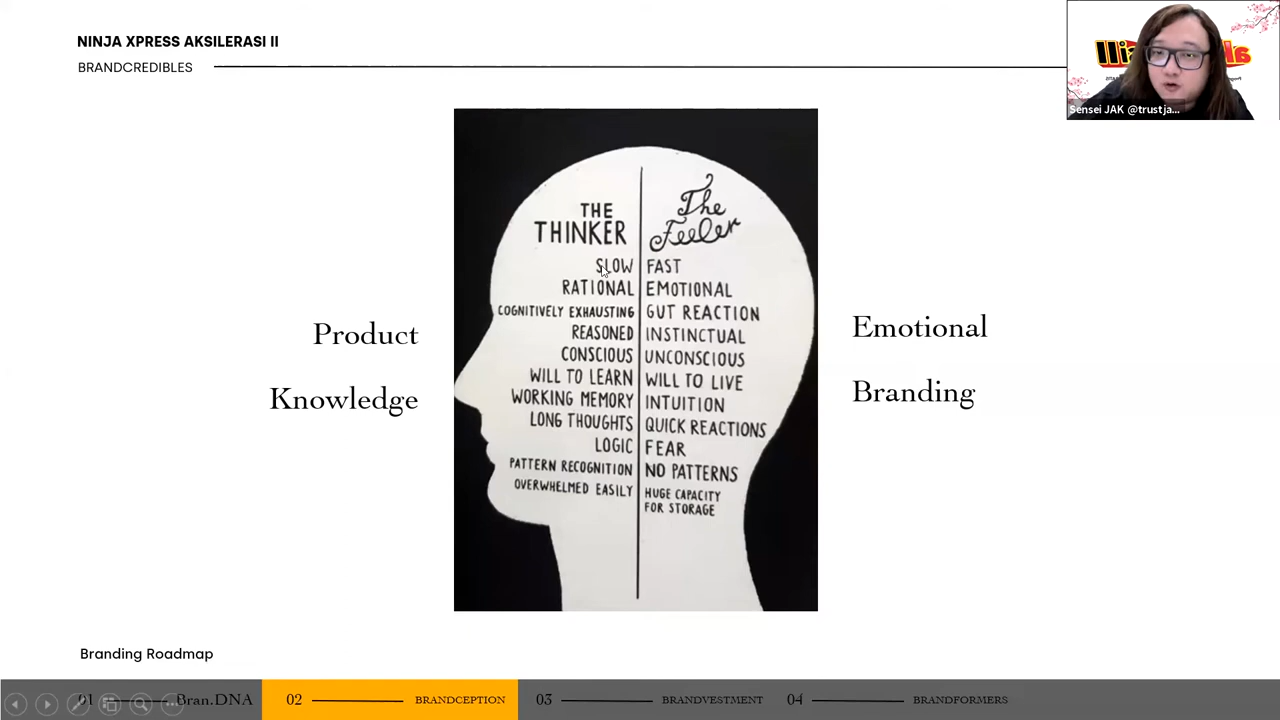 NINJA XPRESS AKSILERASI II
BRANDCREDIBLES
Sensei JAK @trustja...
THE
THINKER
SLOW
RATIONAL
COGNITIVELY EXHAUSTING
REASONED
CONSCIOUS
WILL TO LEARN
WORKING MEMORY
LONG THOUGHTS
LOGIC
PATTERN RECOGNITION
OVERWHELMED EASILY
The
Feeler
FAST
EMOTIONAL
GUT REACTION
INSTINCTUAL
UNCONSCIOUS
WILL TO LIVE
INTUITION
QUICK REACTIONS
FEAR
NO PATTERNS
HUGE CAPACITY
FOR STORAGE
Product
Knowledge
Emotional
Branding
Branding Roadmap
01 Bran.DNA
02 BRANDCEPTION
03 BRANDVESTMENT
04 BRANDFORMERS